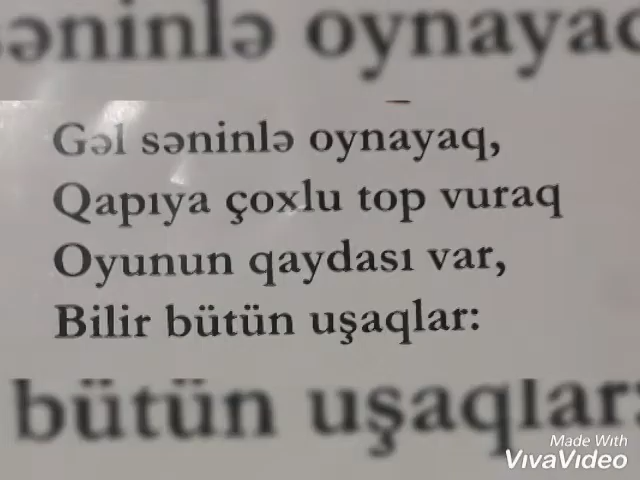 səninlə oynayaq
Gəl səninlə oynayaq,
Qapıya çoxlu top vuraq
Oyunun qaydası var,
Bilir bütün uşaqlar:
bütün uşaqlar:
Made With
VivaVideo